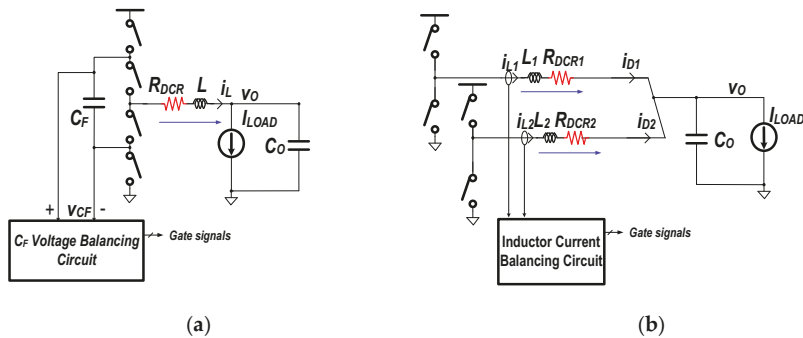 R_DCR L i_L v_O
C_F
I_LOAD
C_O
+ v_CF -
C_F Voltage Balancing
Circuit
Gate signals
(a)
i_L1 L_1 R_DCR1 i_D1
i_L2 L_2 R_DCR2 i_D2
v_O
C_O
I_LOAD
Inductor Current
Balancing Circuit
Gate signals
(b)